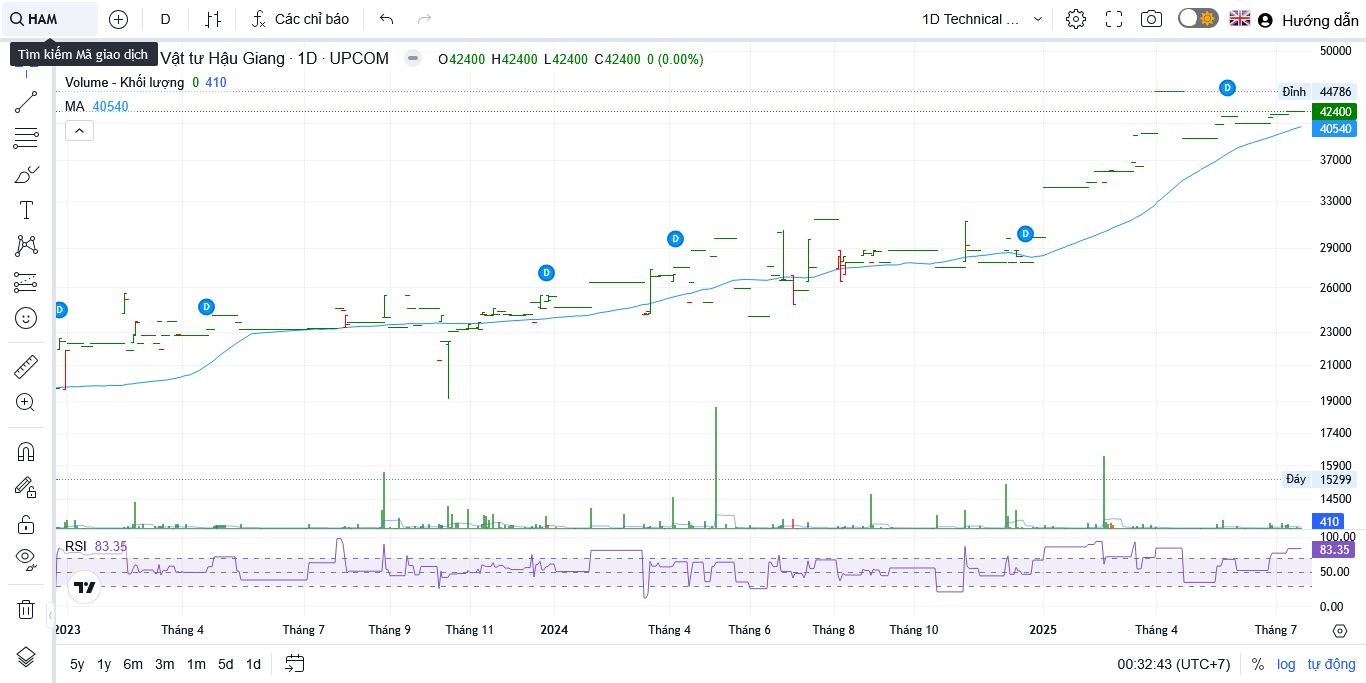 HAM
D
Các chỉ báo
1D Technical ...
Hướng dẫn
Tìm kiếm Mã giao dịch
Vật tư Hậu Giang · 1D · UPCOM
O42400 H42400 L42400 C42400 0 (0.00%)
Volume - Khối lượng 0 410
MA 40540
D
D
D
D
D
D
50000
Đỉnh 44786
42400
40540
37000
33000
29000
26000
23000
21000
19000
17400
15900
Đáy 15299
14500
410
RSI 83.35
100.00
83.35
50.00
0.00
2023
Tháng 4
Tháng 7
Tháng 9
Tháng 11
2024
Tháng 4
Tháng 6
Tháng 8
Tháng 10
2025
Tháng 4
Tháng 7
5y 1y 6m 3m 1m 5d 1d
00:32:43 (UTC+7)
% log tự động